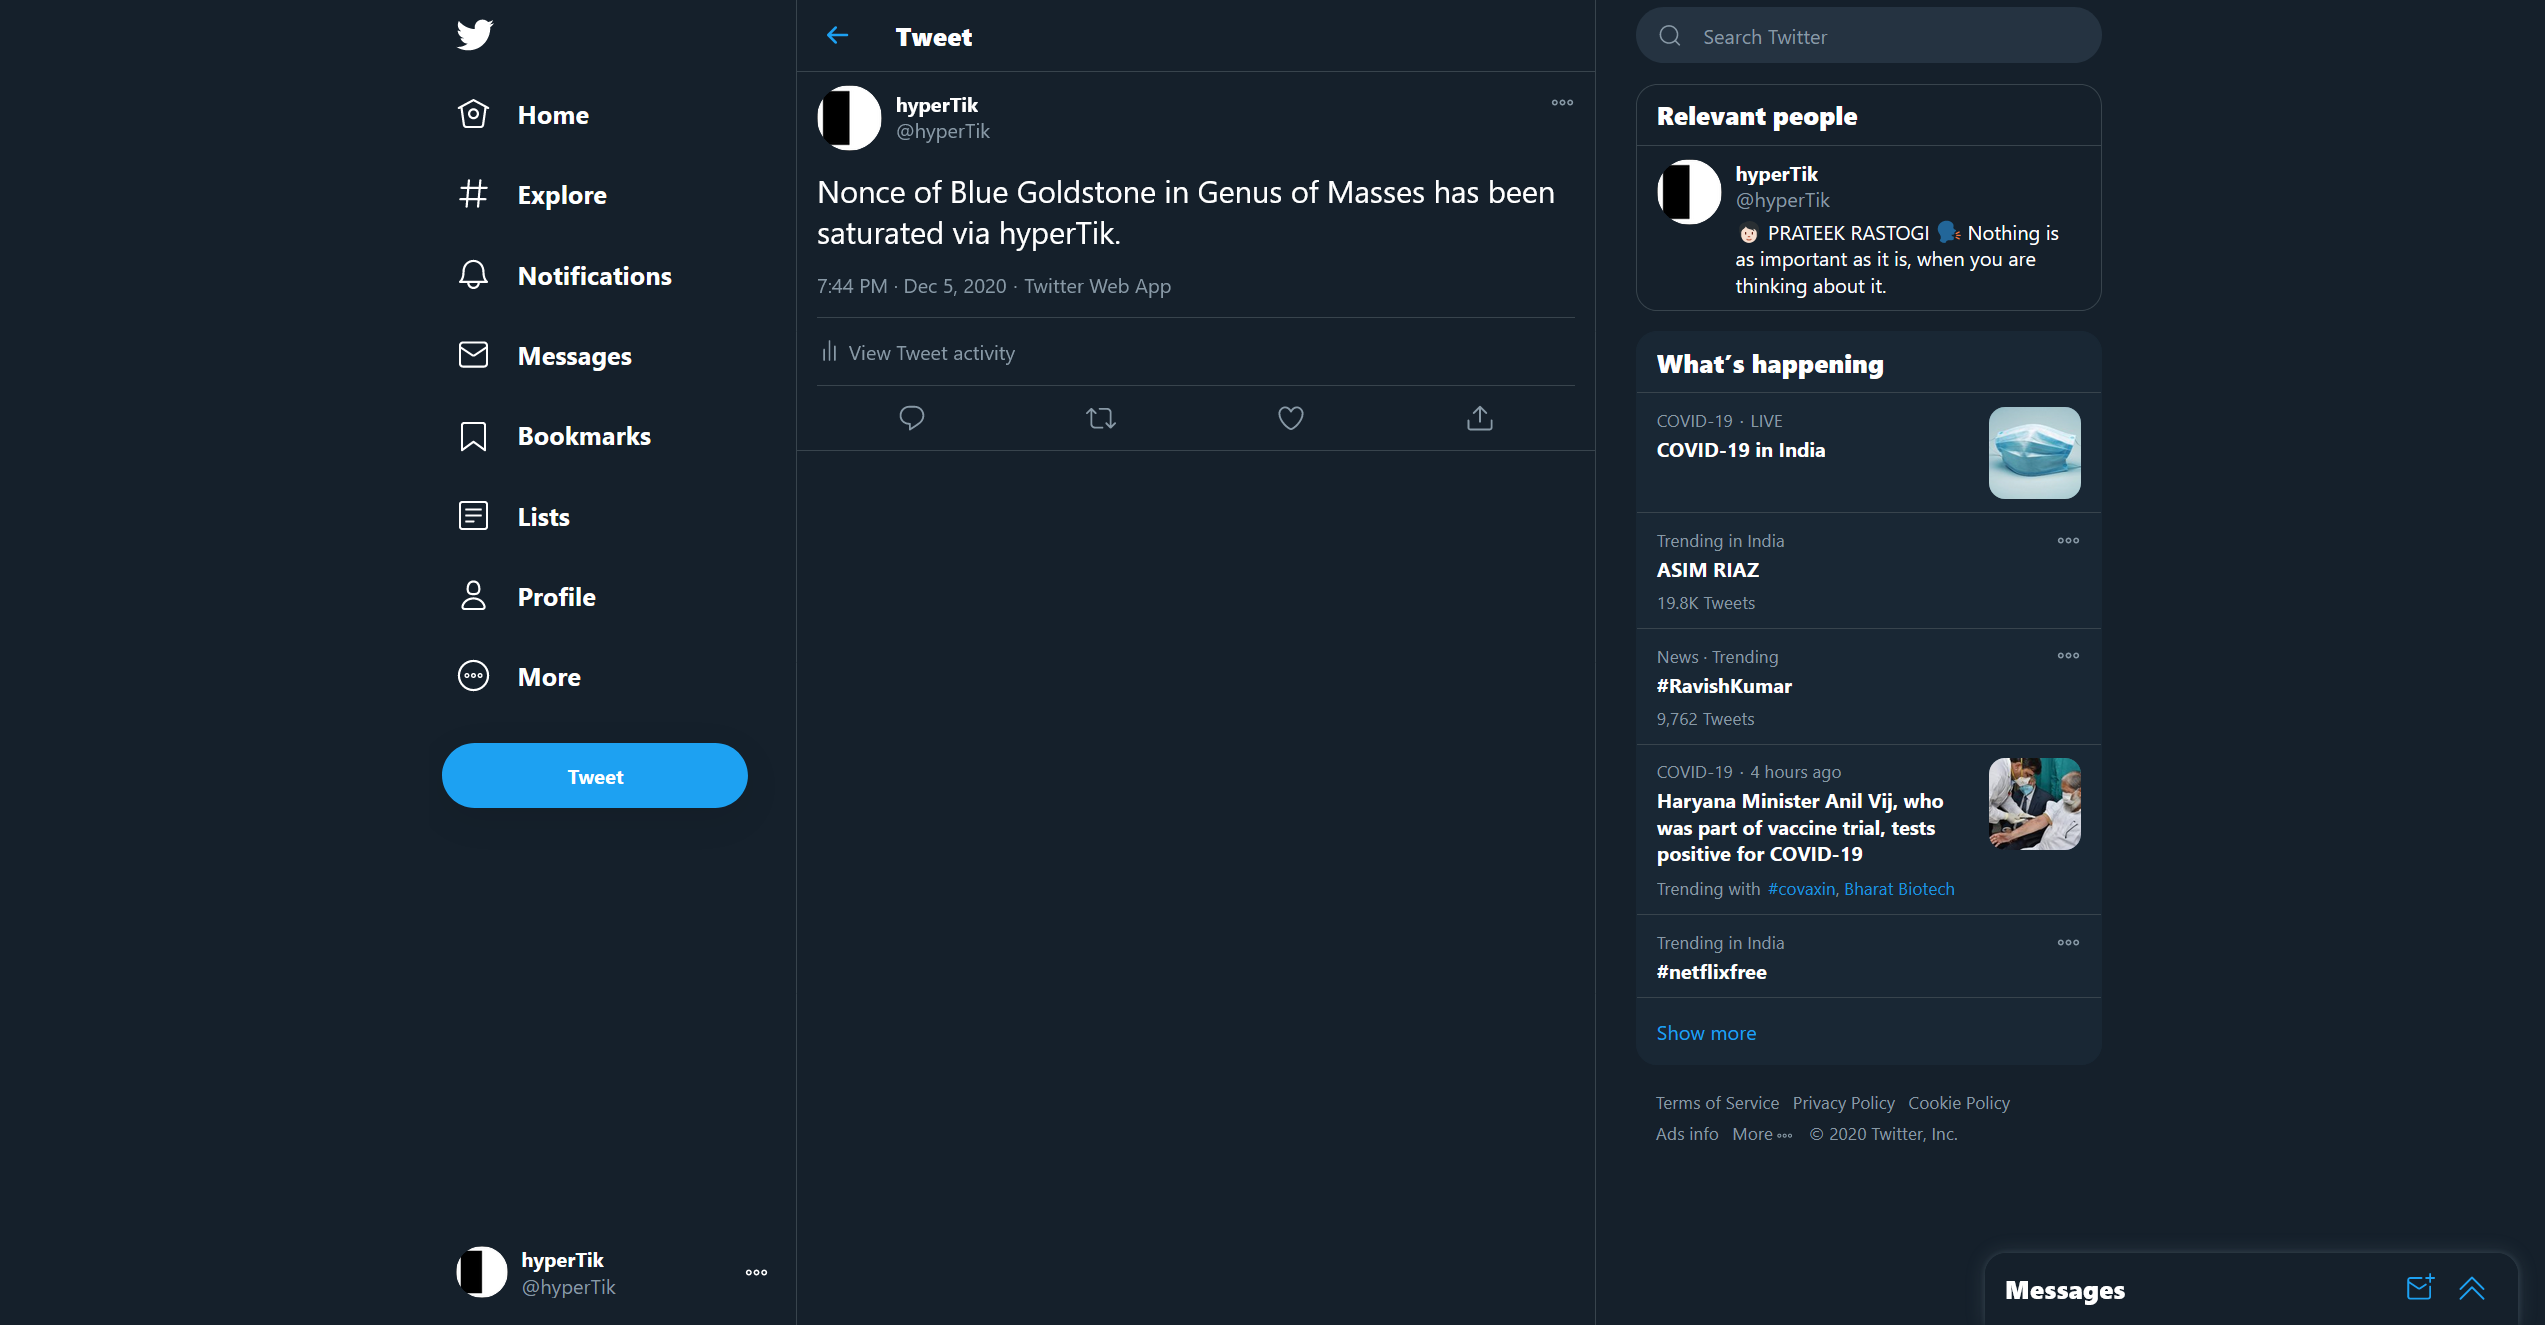 Home
Explore
Notifications
Messages
Bookmarks
Lists
Profile
More
Tweet
hyperTik
@hyperTik
Tweet
hyperTik
@hyperTik
Nonce of Blue Goldstone in Genus of Masses has been
saturated via hyperTik.
7:44 PM · Dec 5, 2020 · Twitter Web App
View Tweet activity
Search Twitter
Relevant people
hyperTik
@hyperTik
PRATEEK RASTOGI Nothing is
as important as it is, when you are
thinking about it.
What's happening
COVID-19 · LIVE
COVID-19 in India
Trending in India
ASIM RIAZ
19.8K Tweets
News · Trending
#RavishKumar
9,762 Tweets
COVID-19 · 4 hours ago
Haryana Minister Anil Vij, who
was part of vaccine trial, tests
positive for COVID-19
Trending with #covaxin, Bharat Biotech
Trending in India
#netflixfree
Show more
Terms of Service Privacy Policy Cookie Policy
Ads info More © 2020 Twitter, Inc.
Messages